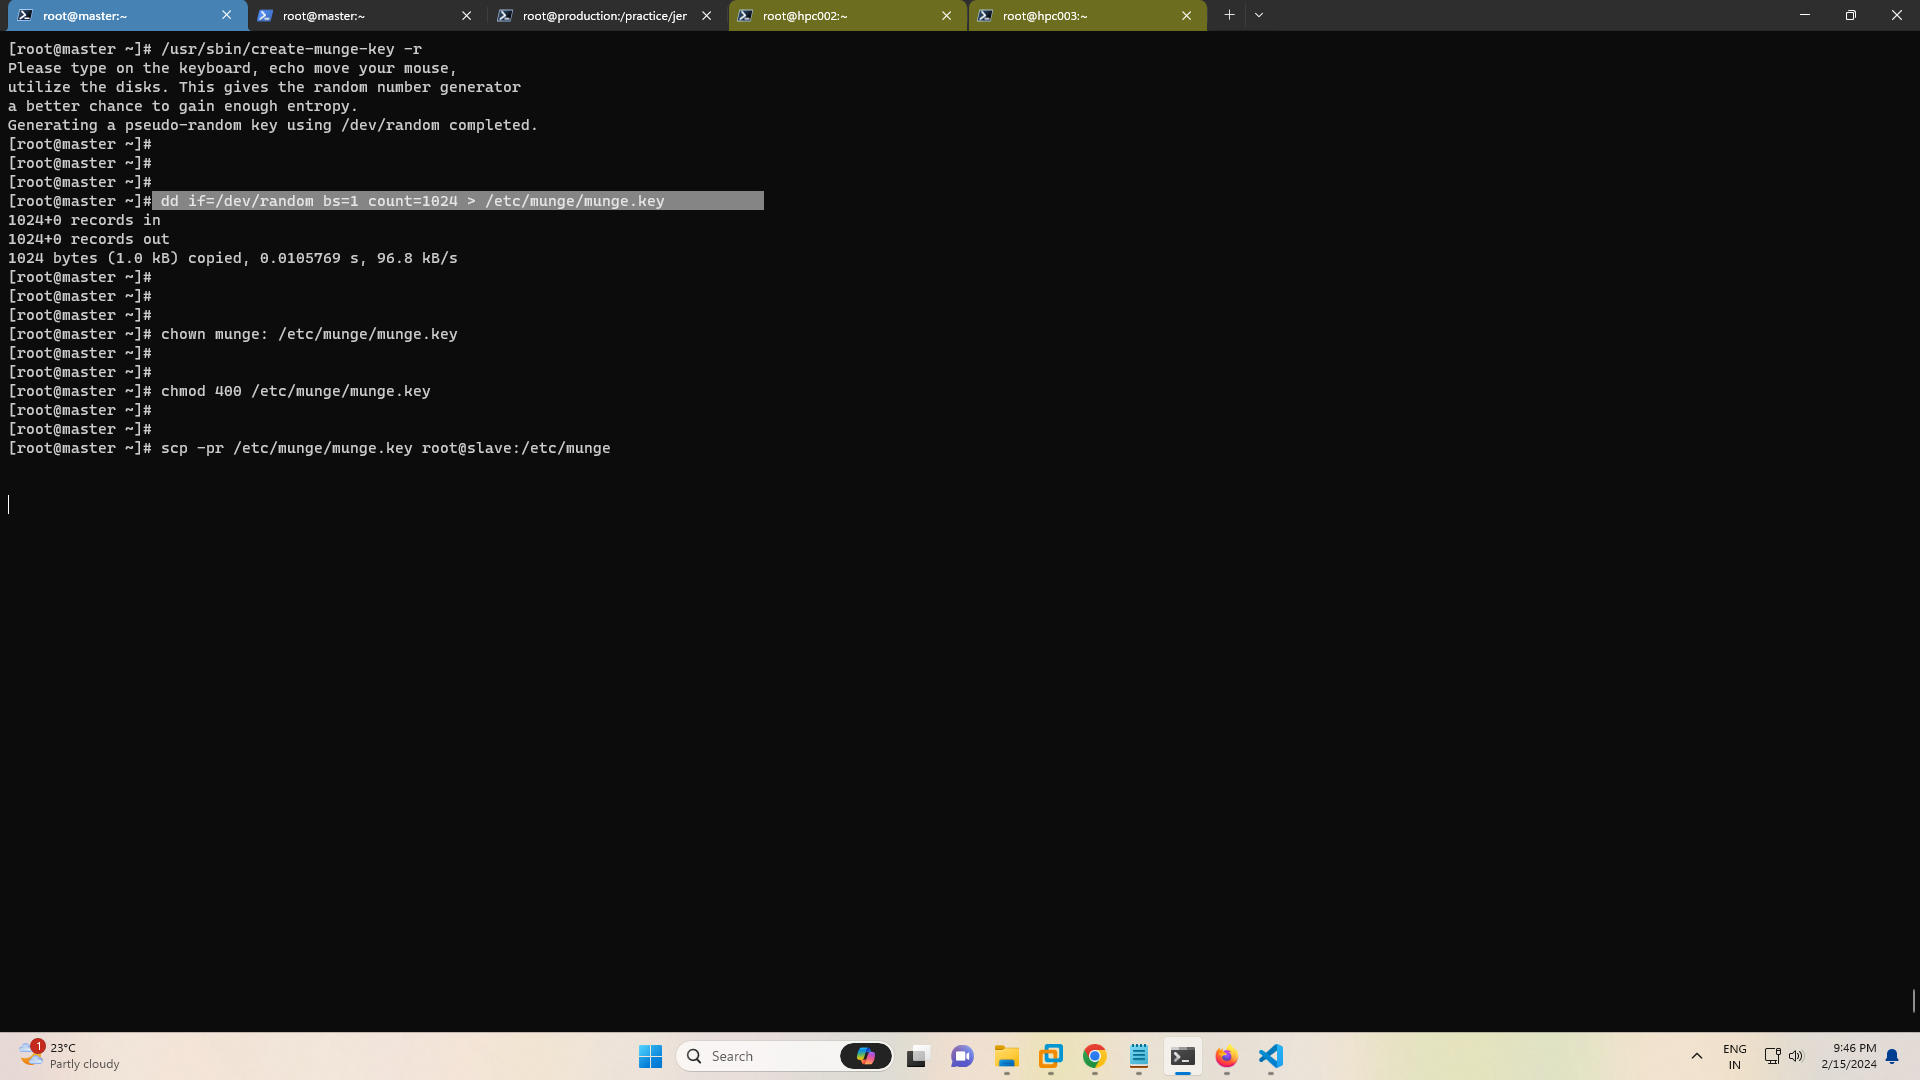 root@master:~
root@master:~
root@production:/practice/jer
root@hpc002:~
root@hpc003:~
[root@master ~]# /usr/sbin/create-munge-key -r
Please type on the keyboard, echo move your mouse,
utilize the disks. This gives the random number generator
a better chance to gain enough entropy.
Generating a pseudo-random key using /dev/random completed.
[root@master ~]#
[root@master ~]#
[root@master ~]#
[root@master ~]# dd if=/dev/random bs=1 count=1024 > /etc/munge/munge.key
1024+0 records in
1024+0 records out
1024 bytes (1.0 kB) copied, 0.0105769 s, 96.8 kB/s
[root@master ~]#
[root@master ~]#
[root@master ~]#
[root@master ~]# chown munge: /etc/munge/munge.key
[root@master ~]#
[root@master ~]#
[root@master ~]# chmod 400 /etc/munge/munge.key
[root@master ~]#
[root@master ~]#
[root@master ~]# scp -pr /etc/munge/munge.key root@slave:/etc/munge
1
23°C
Partly cloudy
Search
ENG
IN
9:46 PM
2/15/2024